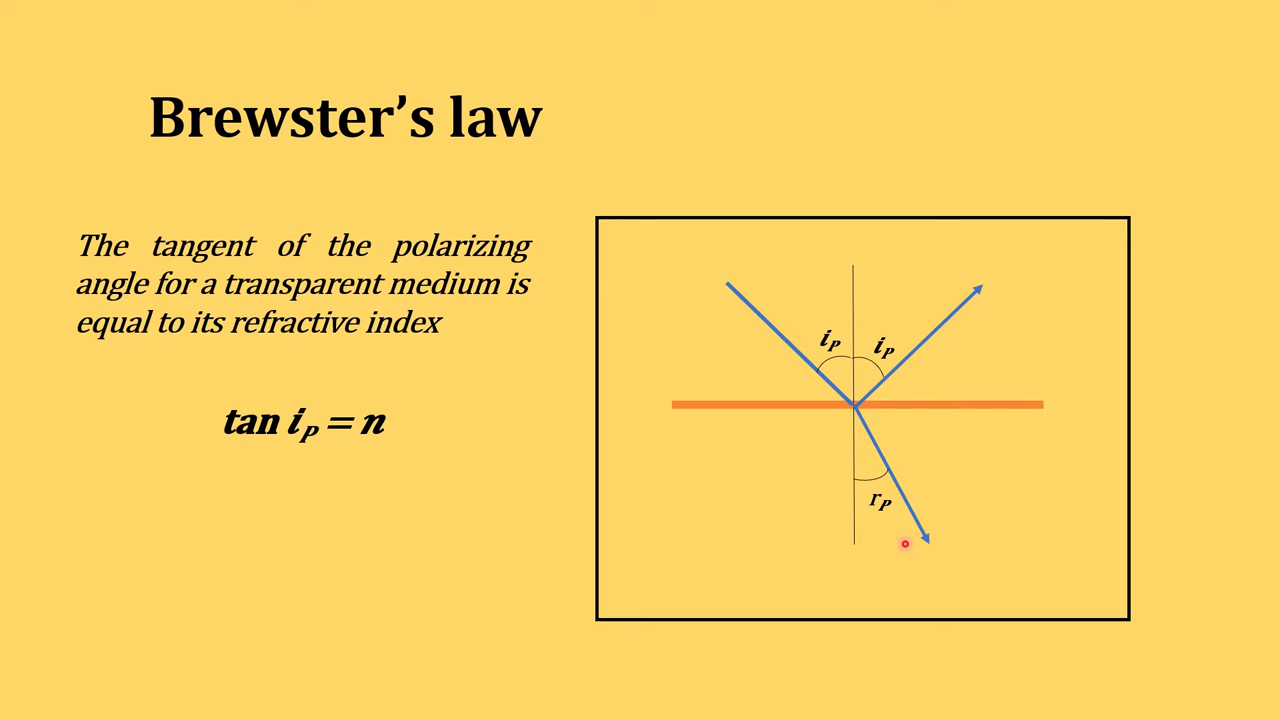 Brewster’s law
The tangent of the polarizing
angle for a transparent medium is
equal to its refractive index
tan i_P = n
i_P
i_P
r_P